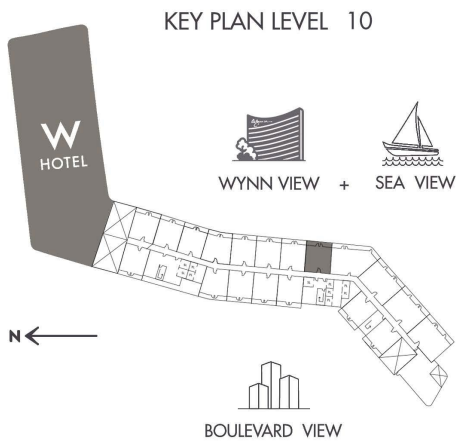 KEY PLAN LEVEL 10
W
HOTEL
WYNN VIEW + SEA VIEW
N
BOULEVARD VIEW